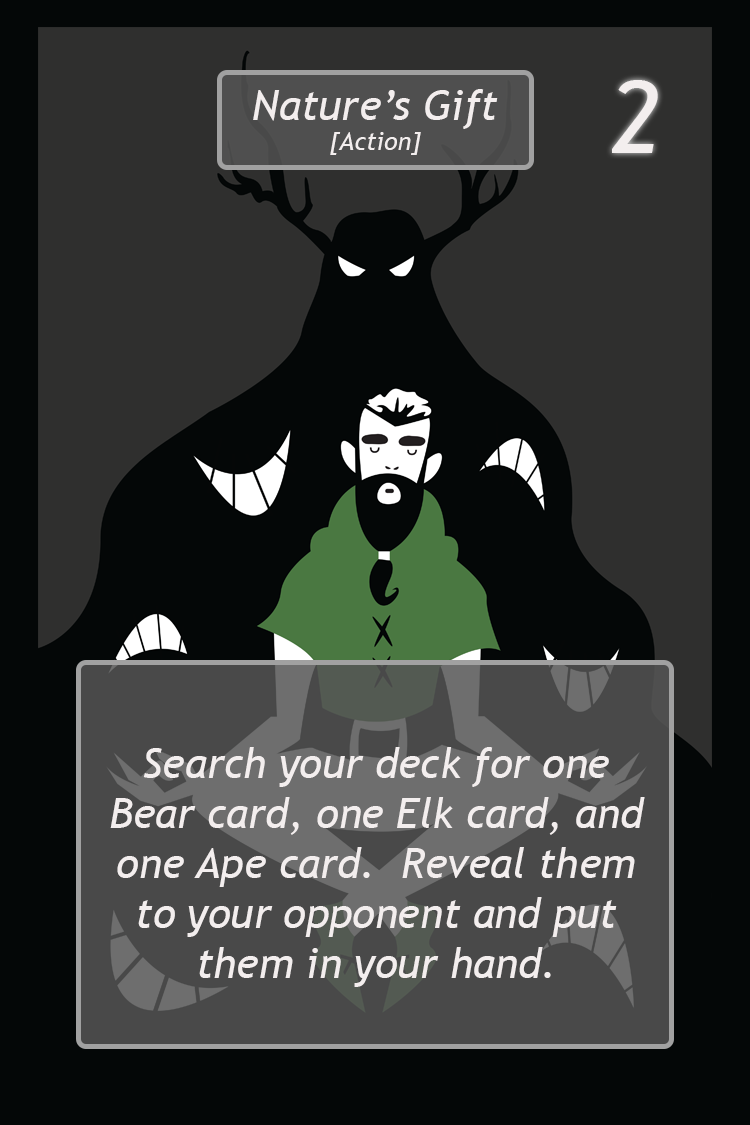 Nature’s Gift
[Action]
2
Search your deck for one
Bear card, one Elk card, and
one Ape card.  Reveal them
to your opponent and put
them in your hand.